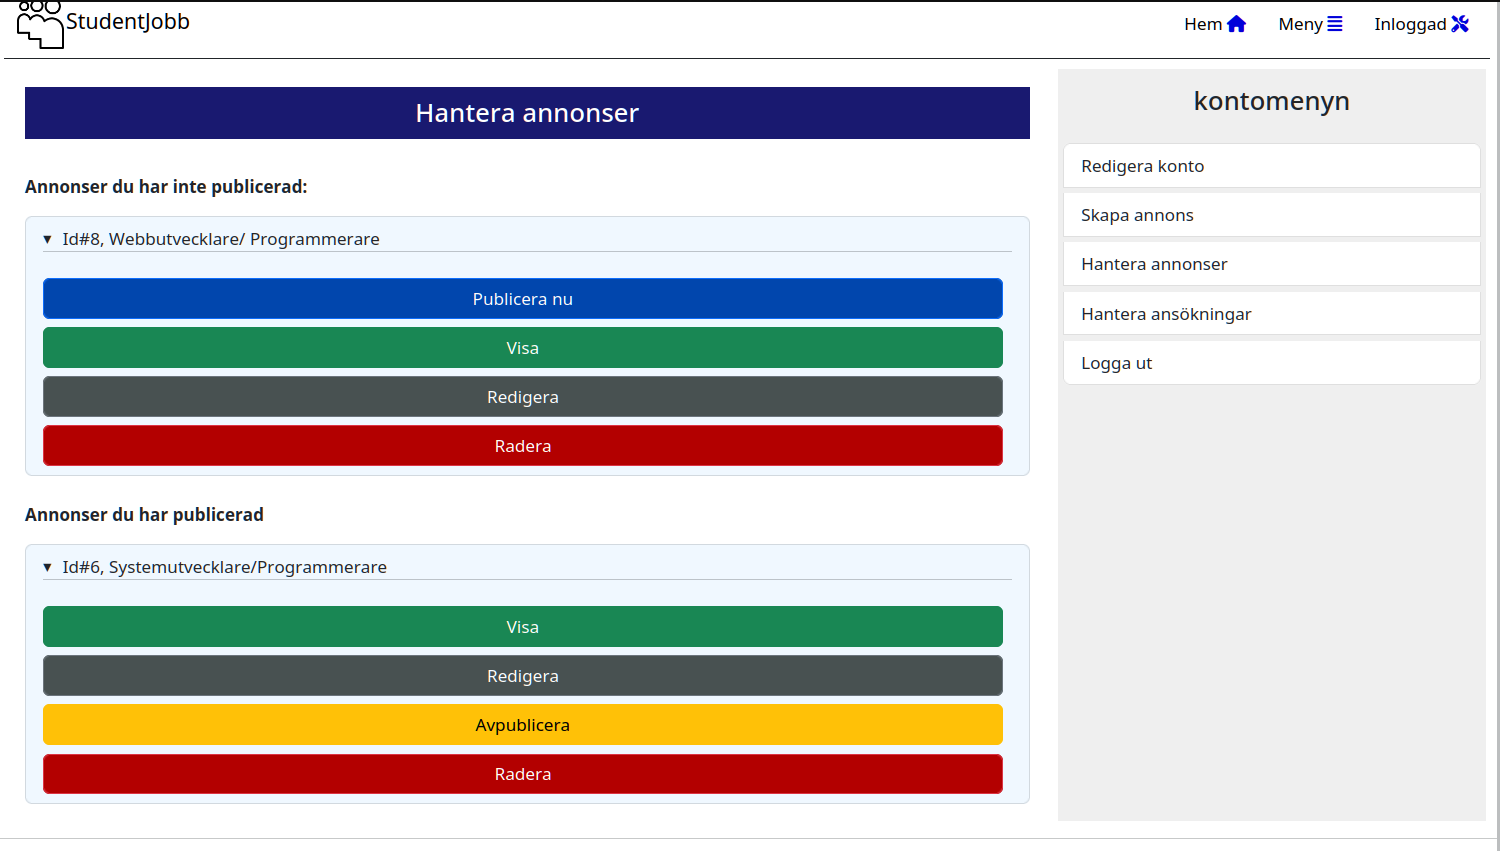 StudentJobb
Hem
Meny
Inloggad
Hantera annonser
Annonser du har inte publicerad:
Id#8, Webbutvecklare/ Programmerare
Publicera nu
Visa
Redigera
Radera
Annonser du har publicerad
Id#6, Systemutvecklare/Programmerare
Visa
Redigera
Avpublicera
Radera
kontomenyn
Redigera konto
Skapa annons
Hantera annonser
Hantera ansökningar
Logga ut